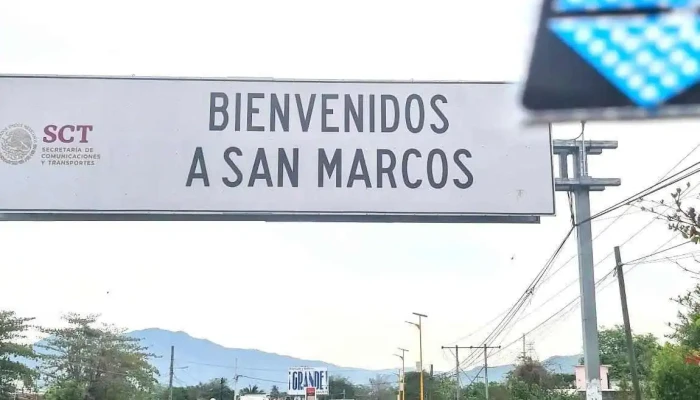 BIENVENIDOS
A SAN MARCOS
SCT
SECRETARÍA DE
COMUNICACIONES
Y TRANSPORTES
GRANDE